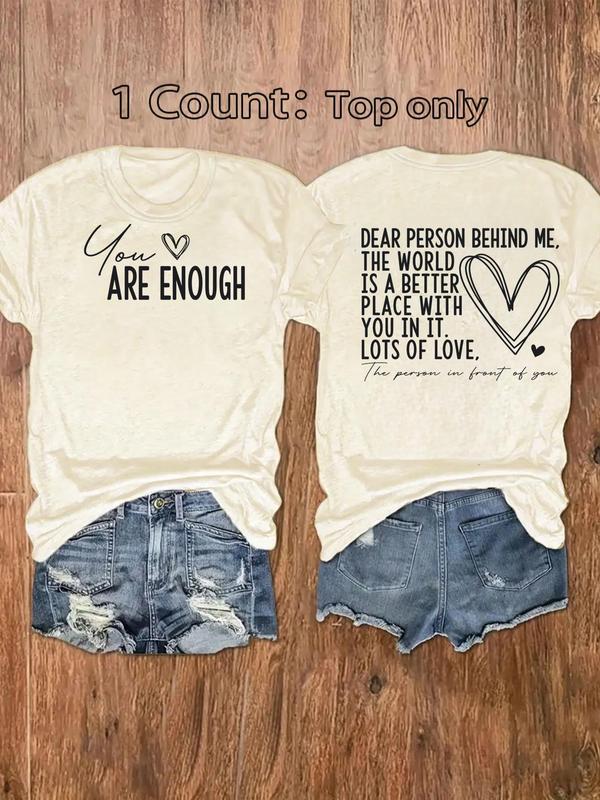 1 Count: Top only
You
ARE ENOUGH
DEAR PERSON BEHIND ME,
THE WORLD
IS A BETTER
PLACE WITH
YOU IN IT.
LOTS OF LOVE,
The person in front of you